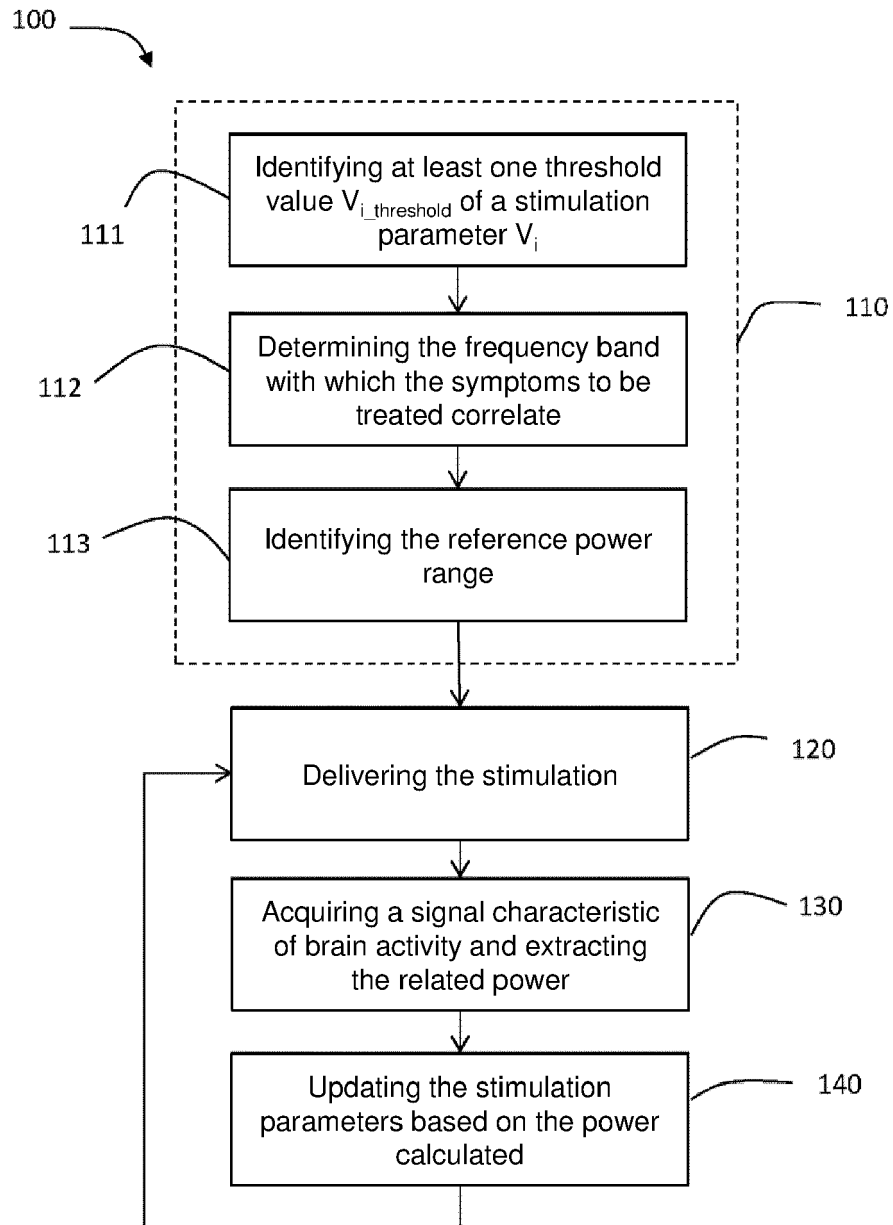 100
Identifying at least one threshold
value Vi_threshold of a stimulation
parameter Vi
111
110
Determining the frequency band
with which the symptoms to be
treated correlate
112
Identifying the reference power
range
113
Delivering the stimulation
120
Acquiring a signal characteristic
of brain activity and extracting
the related power
130
Updating the stimulation
parameters based on the power
calculated
140